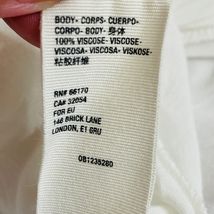 BODY- CORPS- CUERPO-
CORPO- BODY- 身体
100% VISCOSE- VISCOSE-
VISCOSA- VISCOSA- VISKOSE-
粘胶纤维
RN# 66170
CA# 32054
FOR EU
146 BRICK LANE
LONDON, E1 6RU
OB1235280